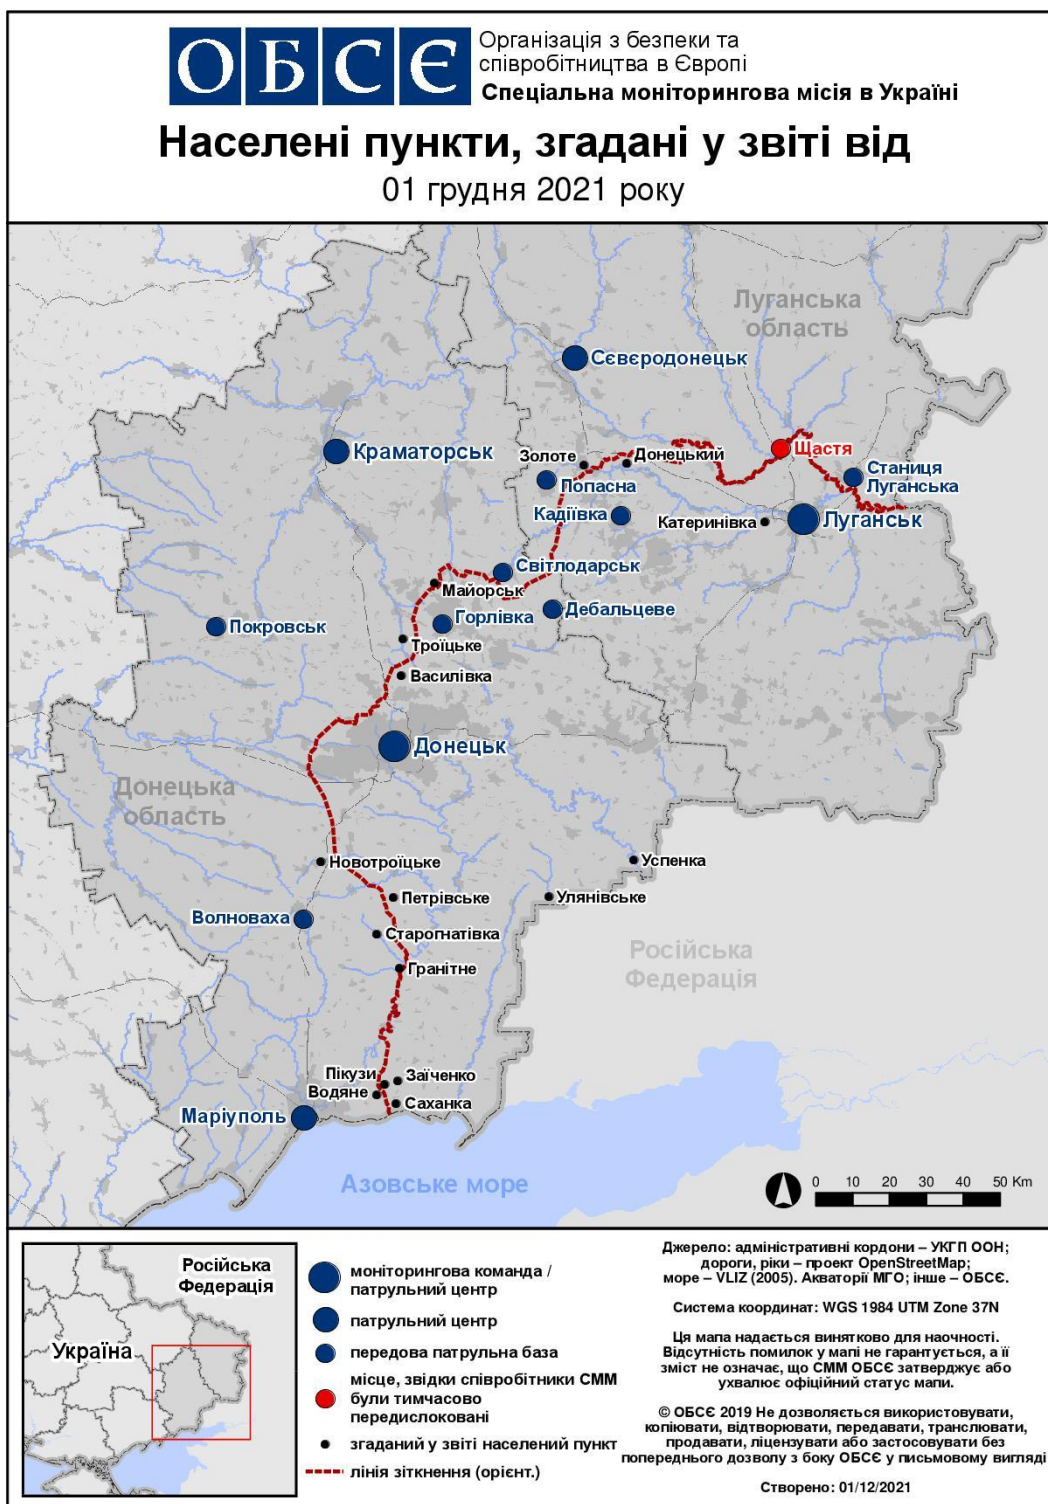 ОБСЄ
Організація з безпеки та
співробітництва в Європі
Спеціальна моніторингова місія в Україні
Населені пункти, згадані у звіті від
01 грудня 2021 року
Луганська
область
Сєвєродонецьк
Краматорськ
Щастя
Золоте
Донецький
Станиця
Луганська
Попасна
Кадіївка
Катеринівка
Луганськ
Світлодарськ
Майорськ
Дебальцеве
Горлівка
Покровськ
Троїцьке
Василівка
Донецьк
Донецька
область
Новотроїцьке
Успенка
Петрівське
Улянівське
Волноваха
Старогнатівка
Російська
Федерація
Гранітне
Пікузи
Заїченко
Водяне
Саханка
Маріуполь
Азовське море
0 10 20 30 40 50 Km
Російська
Федерація
Україна
моніторингова команда /
патрульний центр
патрульний центр
передова патрульна база
місце, звідки співробітники СММ
були тимчасово
передислоковані
згаданий у звіті населений пункт
лінія зіткнення (орієнт.)
Джерело: адміністративні кордони – УКГП ООН;
дороги, ріки – проект OpenStreetMap;
море – VLIZ (2005). Акваторії МГО; інше – ОБСЄ.
Система координат: WGS 1984 UTM Zone 37N
Ця мапа надається винятково для наочності.
Відсутність помилок у мапі не гарантується, а її
зміст не означає, що СММ ОБСЄ затверджує або
ухвалює офіційний статус мапи.
© ОБСЄ 2019 Не дозволяється використовувати,
копіювати, відтворювати, передавати, транслювати,
продавати, ліцензувати або застосовувати без
попереднього дозволу з боку ОБСЄ у письмовому вигляді
Створено: 01/12/2021